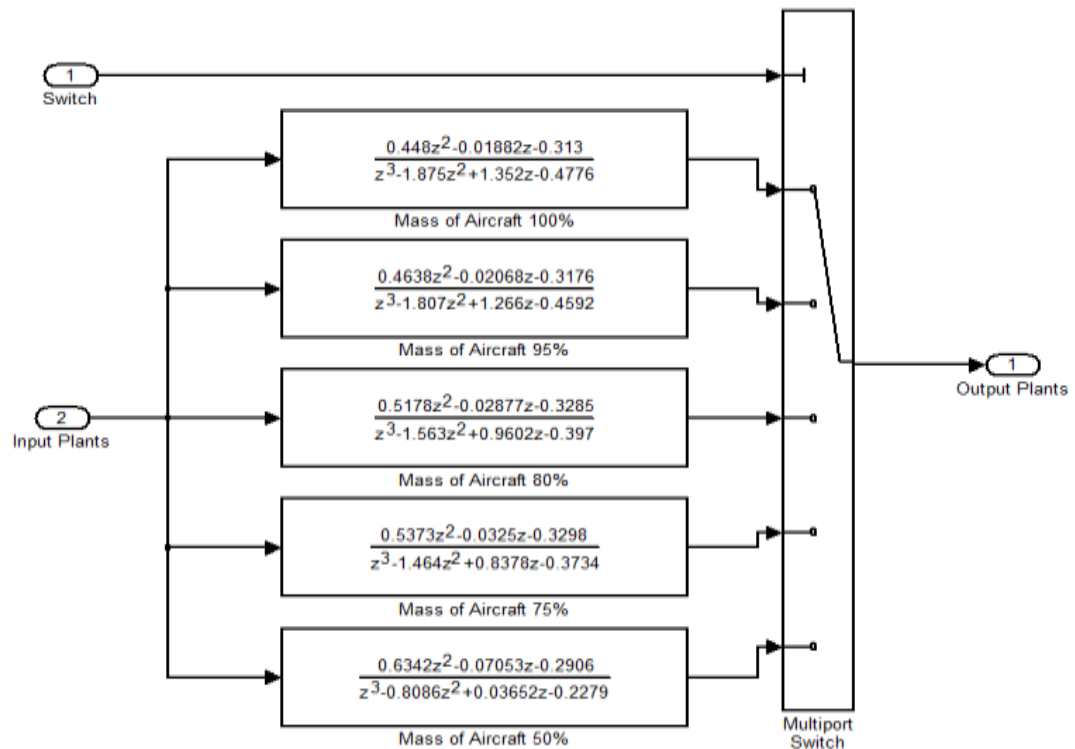 1
Switch
0.448z²-0.01882z-0.313
z³-1.875z²+1.352z-0.4776
Mass of Aircraft 100%
0.4638z²-0.02068z-0.3176
z³-1.807z²+1.266z-0.4592
Mass of Aircraft 95%
2
Input Plants
0.5178z²-0.02877z-0.3285
z³-1.563z²+0.9602z-0.397
Mass of Aircraft 80%
0.5373z²-0.0325z-0.3298
z³-1.464z²+0.8378z-0.3734
Mass of Aircraft 75%
0.6342z²-0.07053z-0.2906
z³-0.8086z²+0.03652z-0.2279
Mass of Aircraft 50%
Multiport
Switch
1
Output Plants